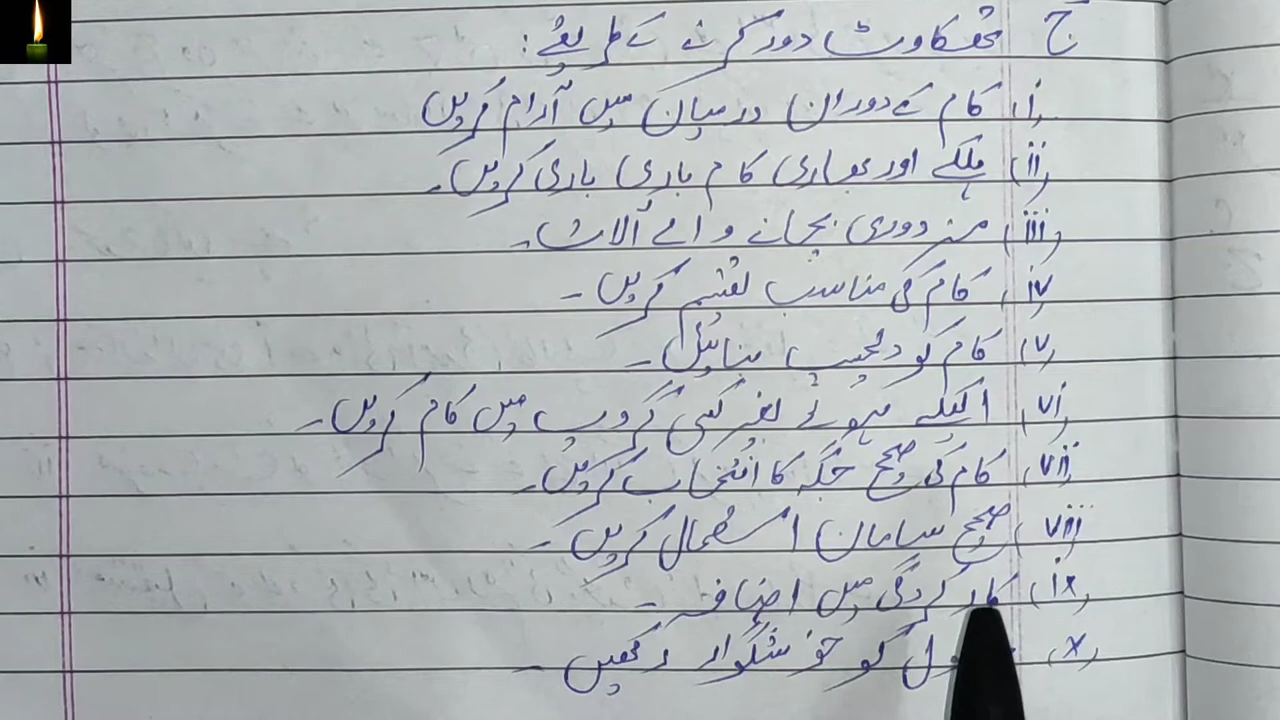 ج تھکاوٹ دور کرنے کے طریقے:
(i کام کے دوران درمیان میں آرام کریں
(ii ہلکے اور بھاری کام باری باری کریں۔
(iii مزدوری بچانے والے آلات۔
(iv کام کی مناسب تقسیم کریں۔
(v کام کو دلچسپ بنائیں۔
(vi اکیلے ہونے بغیر کسی گروپ میں کام کریں۔
(vii کام کی صحیح جگہ کا انتخاب کریں۔
(viii صحیح سامان استعمال کریں۔
(ix کارکردگی میں اضافہ۔
(x کو خوشگوار رکھیں۔